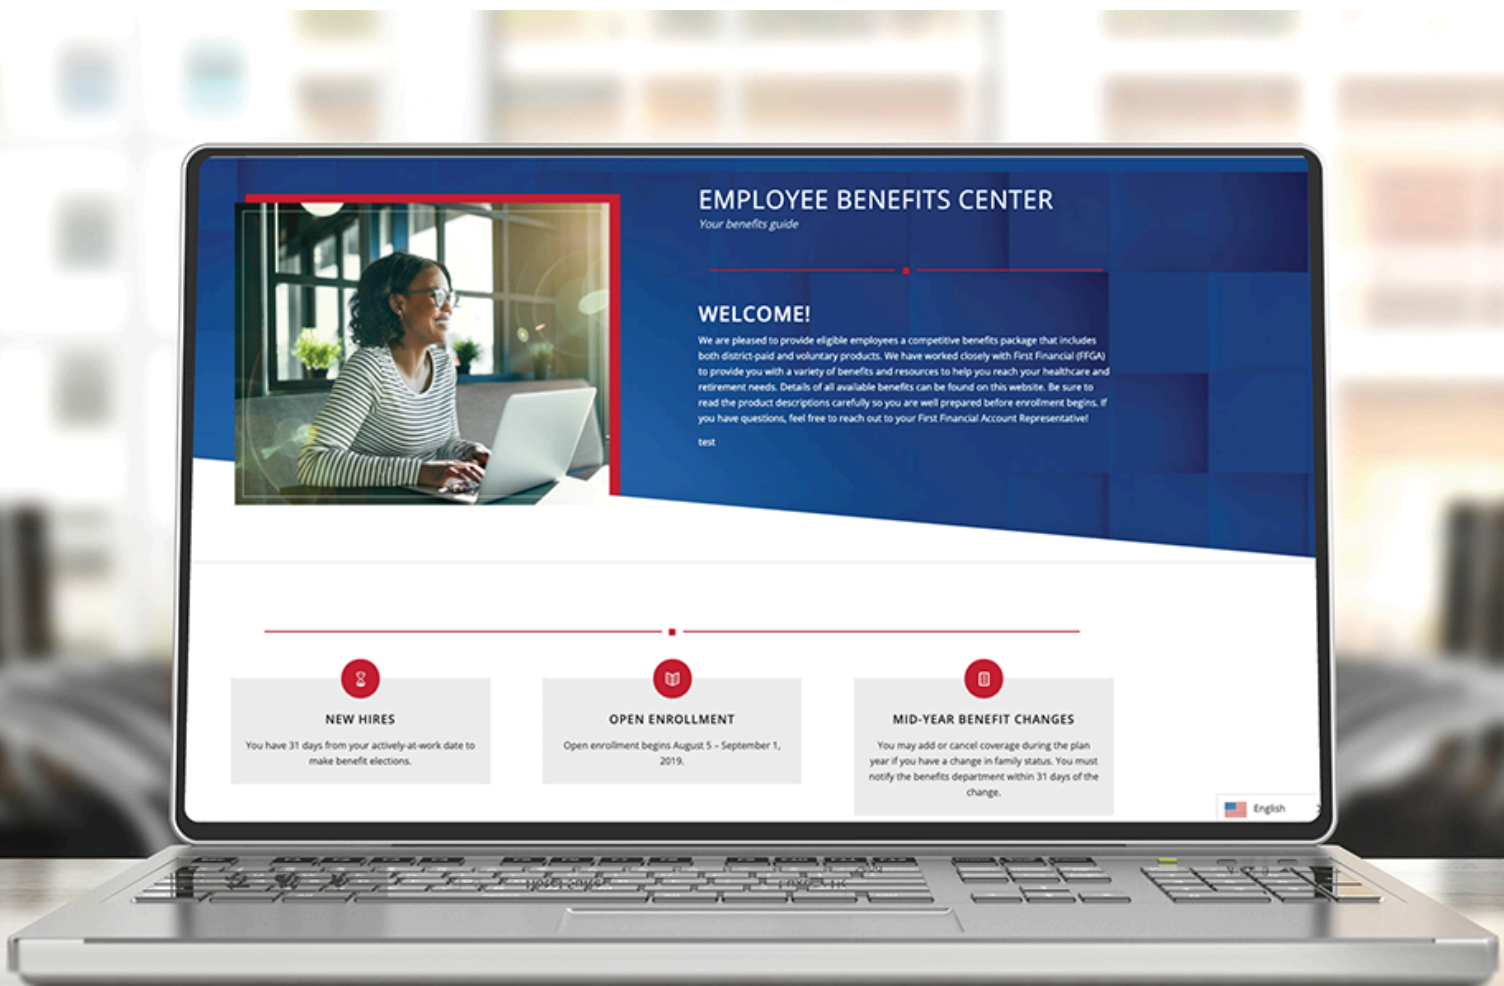 EMPLOYEE BENEFITS CENTER
Your benefits guide
WELCOME!
We are pleased to provide eligible employees a competitive benefits package that includes
both district-paid and voluntary products. We have worked closely with First Financial (FFGA)
to provide you with a variety of benefits and resources to help you reach your healthcare and
retirement needs. Details of all available benefits can be found on this website. Be sure to
read the product descriptions carefully so you are well prepared before enrollment begins. If
you have questions, feel free to reach out to your First Financial Account Representative!
test
NEW HIRES
You have 31 days from your actively-at-work date to
make benefit elections.
OPEN ENROLLMENT
Open enrollment begins August 5 – September 1,
2019.
MID-YEAR BENEFIT CHANGES
You may add or cancel coverage during the plan
year if you have a change in family status. You must
notify the benefits department within 31 days of the
change.
English